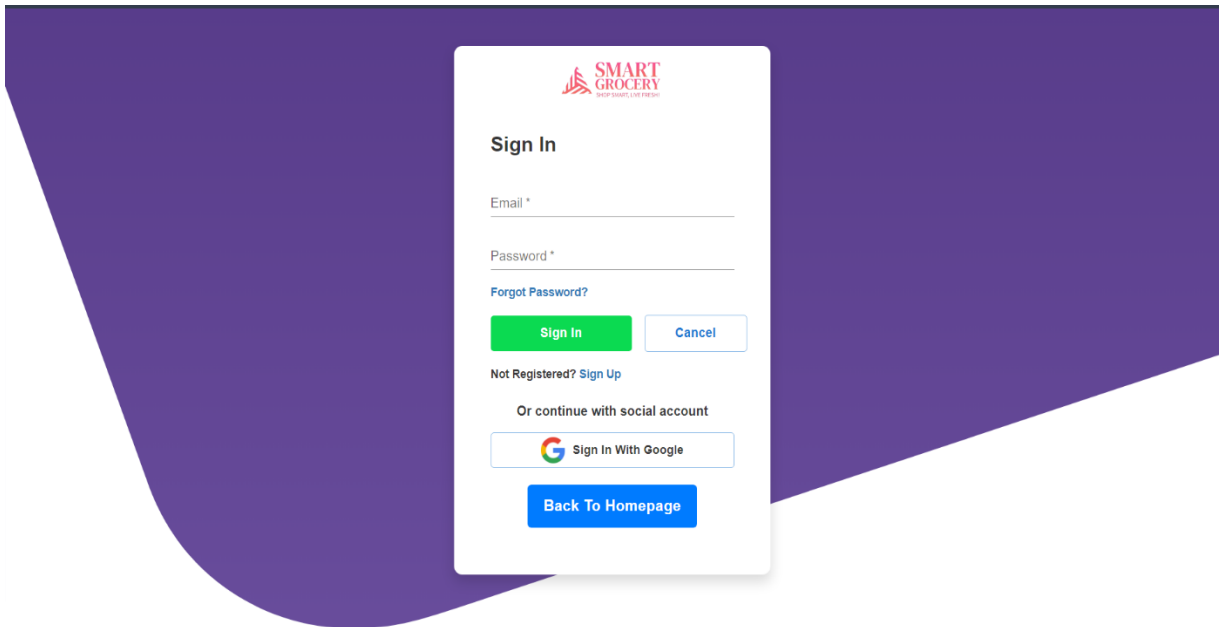 SMART
GROCERY
SHOP SMART, LIVE FRESH!
Sign In
Email *
Password *
Forgot Password?
Sign In
Cancel
Not Registered? Sign Up
Or continue with social account
Sign In With Google
Back To Homepage